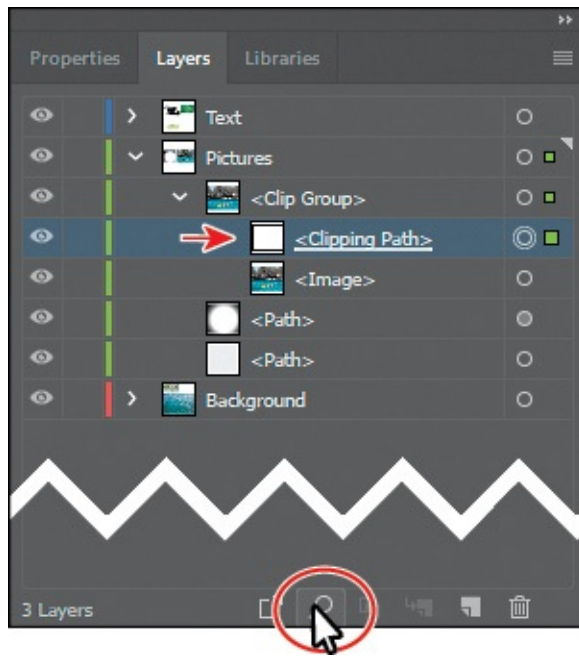 Properties Layers Libraries
Text
Pictures
<Clip Group>
<Clipping Path>
<Image>
<Path>
<Path>
Background
3 Layers